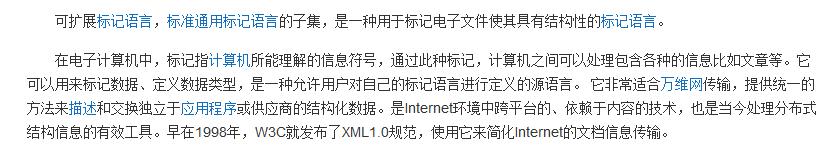 可扩展标记语言，标准通用标记语言的子集，是一种用于标记电子文件使其具有结构性的标记语言。
在电子计算机中，标记指计算机所能理解的信息符号，通过此种标记，计算机之间可以处理包含各种的信息比如文章等。它
可以用来标记数据、定义数据类型，是一种允许用户对自己的标记语言进行定义的源语言。 它非常适合万维网传输，提供统一的
方法来描述和交换独立于应用程序或供应商的结构化数据。是Internet环境中跨平台的、依赖于内容的技术，也是当今处理分布式
结构信息的有效工具。早在1998年，W3C就发布了XML1.0规范，使用它来简化Internet的文档信息传输。